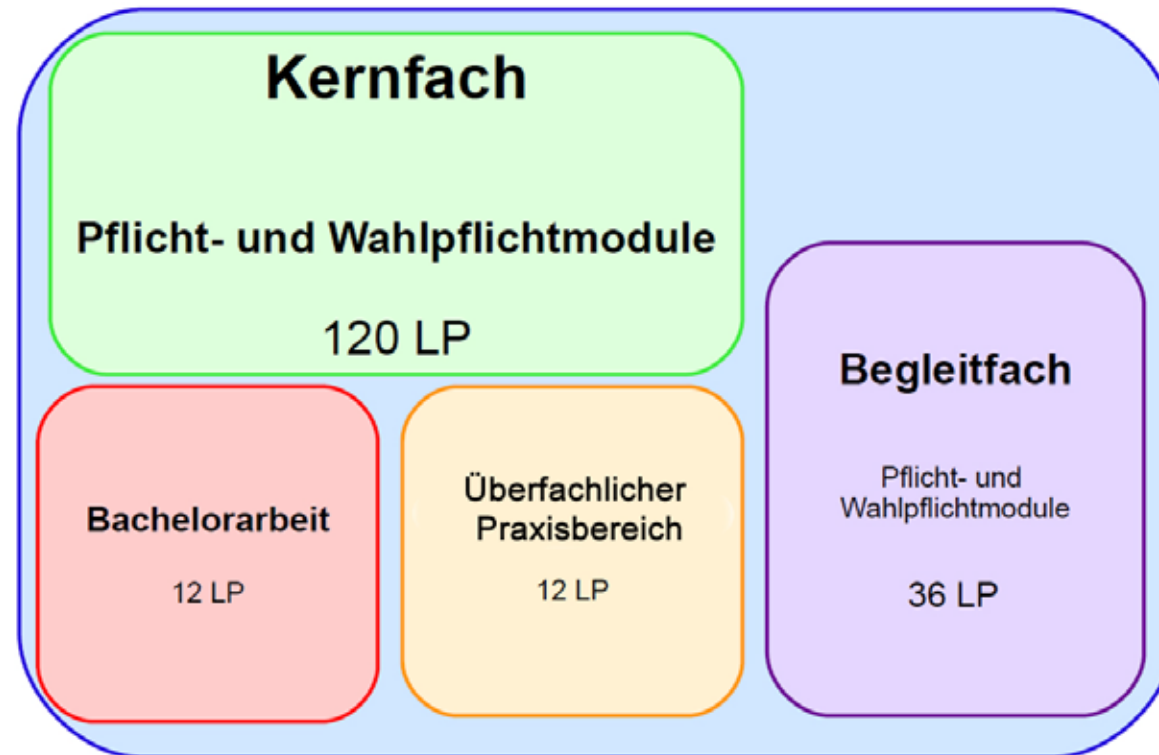 Kernfach
Pflicht- und Wahlpflichtmodule
120 LP
Bachelorarbeit
12 LP
Überfachlicher
Praxisbereich
12 LP
Begleitfach
Pflicht- und
Wahlpflichtmodule
36 LP